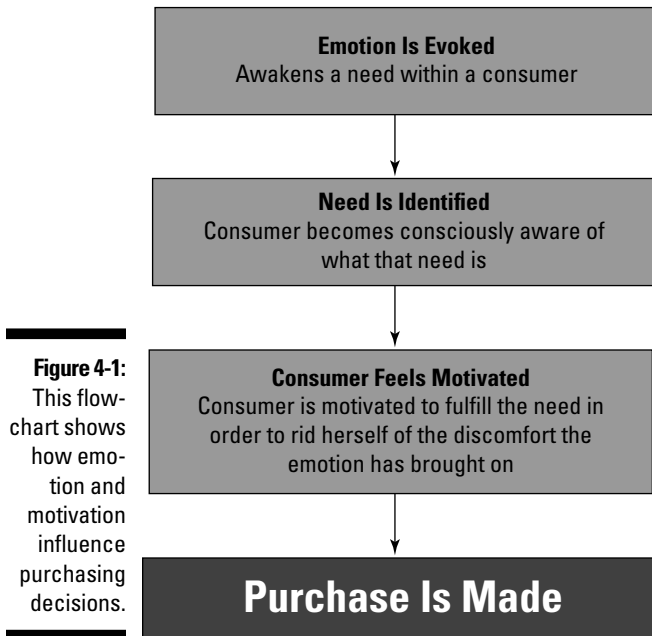 Emotion Is Evoked
Awakens a need within a consumer
Need Is Identified
Consumer becomes consciously aware of
what that need is
Consumer Feels Motivated
Consumer is motivated to fulfill the need in
order to rid herself of the discomfort the
emotion has brought on
Purchase Is Made
Figure 4-1:
This flow-
chart shows
how emo-
tion and
motivation
influence
purchasing
decisions.